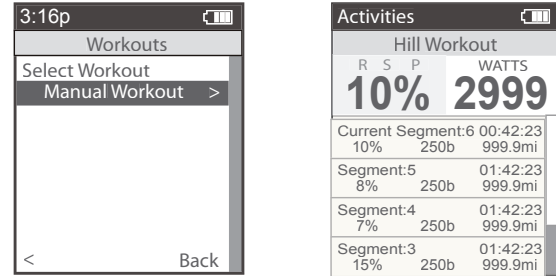 3:16p
Workouts
Select Workout
Manual Workout >
< Back
Activities
Hill Workout
R S P WATTS
10% 2999
Current Segment:6 00:42:23
10% 250b 999.9mi
Segment:5 01:42:23
8% 250b 999.9mi
Segment:4 01:42:23
7% 250b 999.9mi
Segment:3 01:42:23
15% 250b 999.9mi